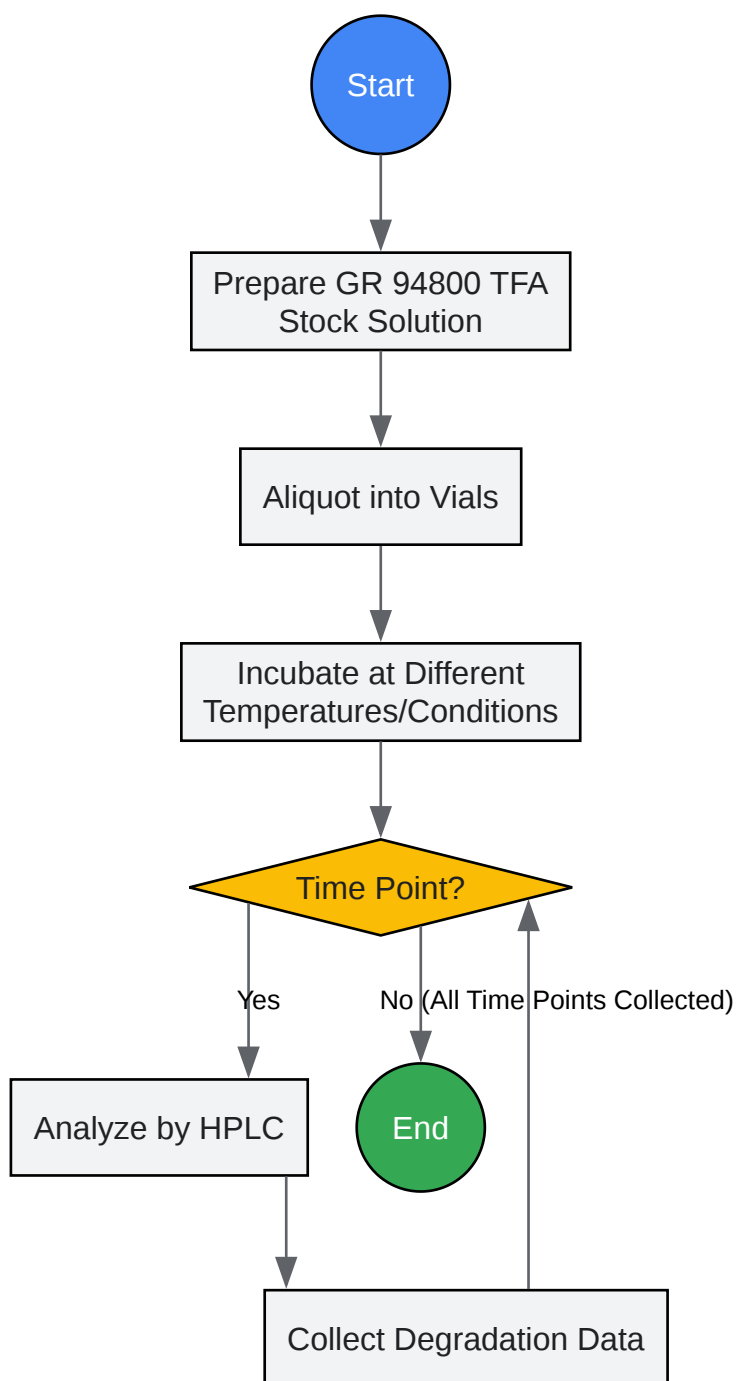 Start
Prepare GR 94800 TFA
Stock Solution
Aliquot into Vials
Incubate at Different
Temperatures/Conditions
Time Point?
Yes
No (All Time Points Collected)
Analyze by HPLC
End
Collect Degradation Data